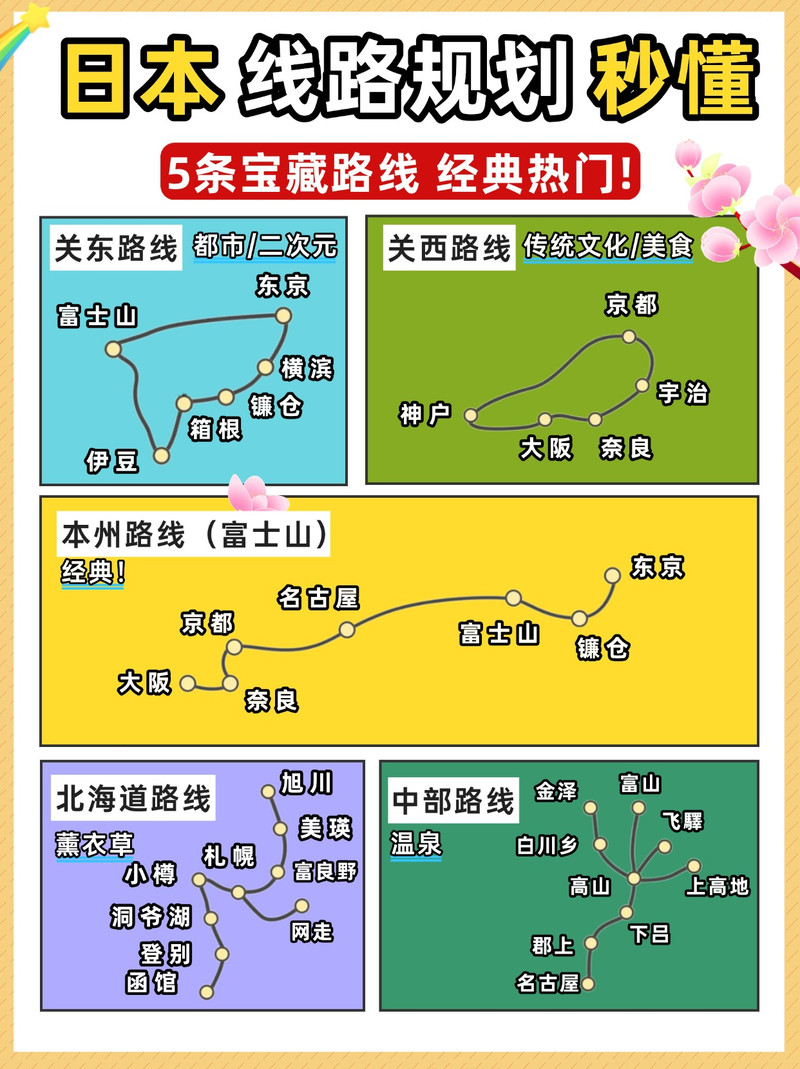 日本 线路规划 秒懂
5条宝藏路线 经典热门!
关东路线 都市/二次元
东京
富士山
横滨
镰仓
箱根
伊豆
关西路线 传统文化/美食
京都
宇治
神户
大阪 奈良
本州路线（富士山）
经典!
东京
名古屋
京都
富士山
镰仓
大阪
奈良
北海道路线
薰衣草
旭川
美瑛
札幌
小樽
富良野
洞爷湖
网走
登别
函馆
中部路线
温泉
富山
金泽
飞驒
白川乡
高山
上高地
下吕
郡上
名古屋